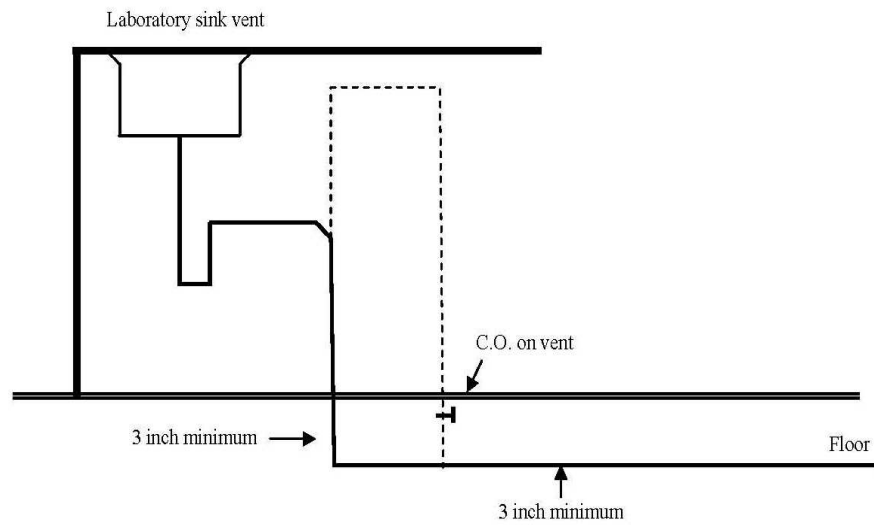 Laboratory sink vent
C.O. on vent
3 inch minimum
Floor
3 inch minimum